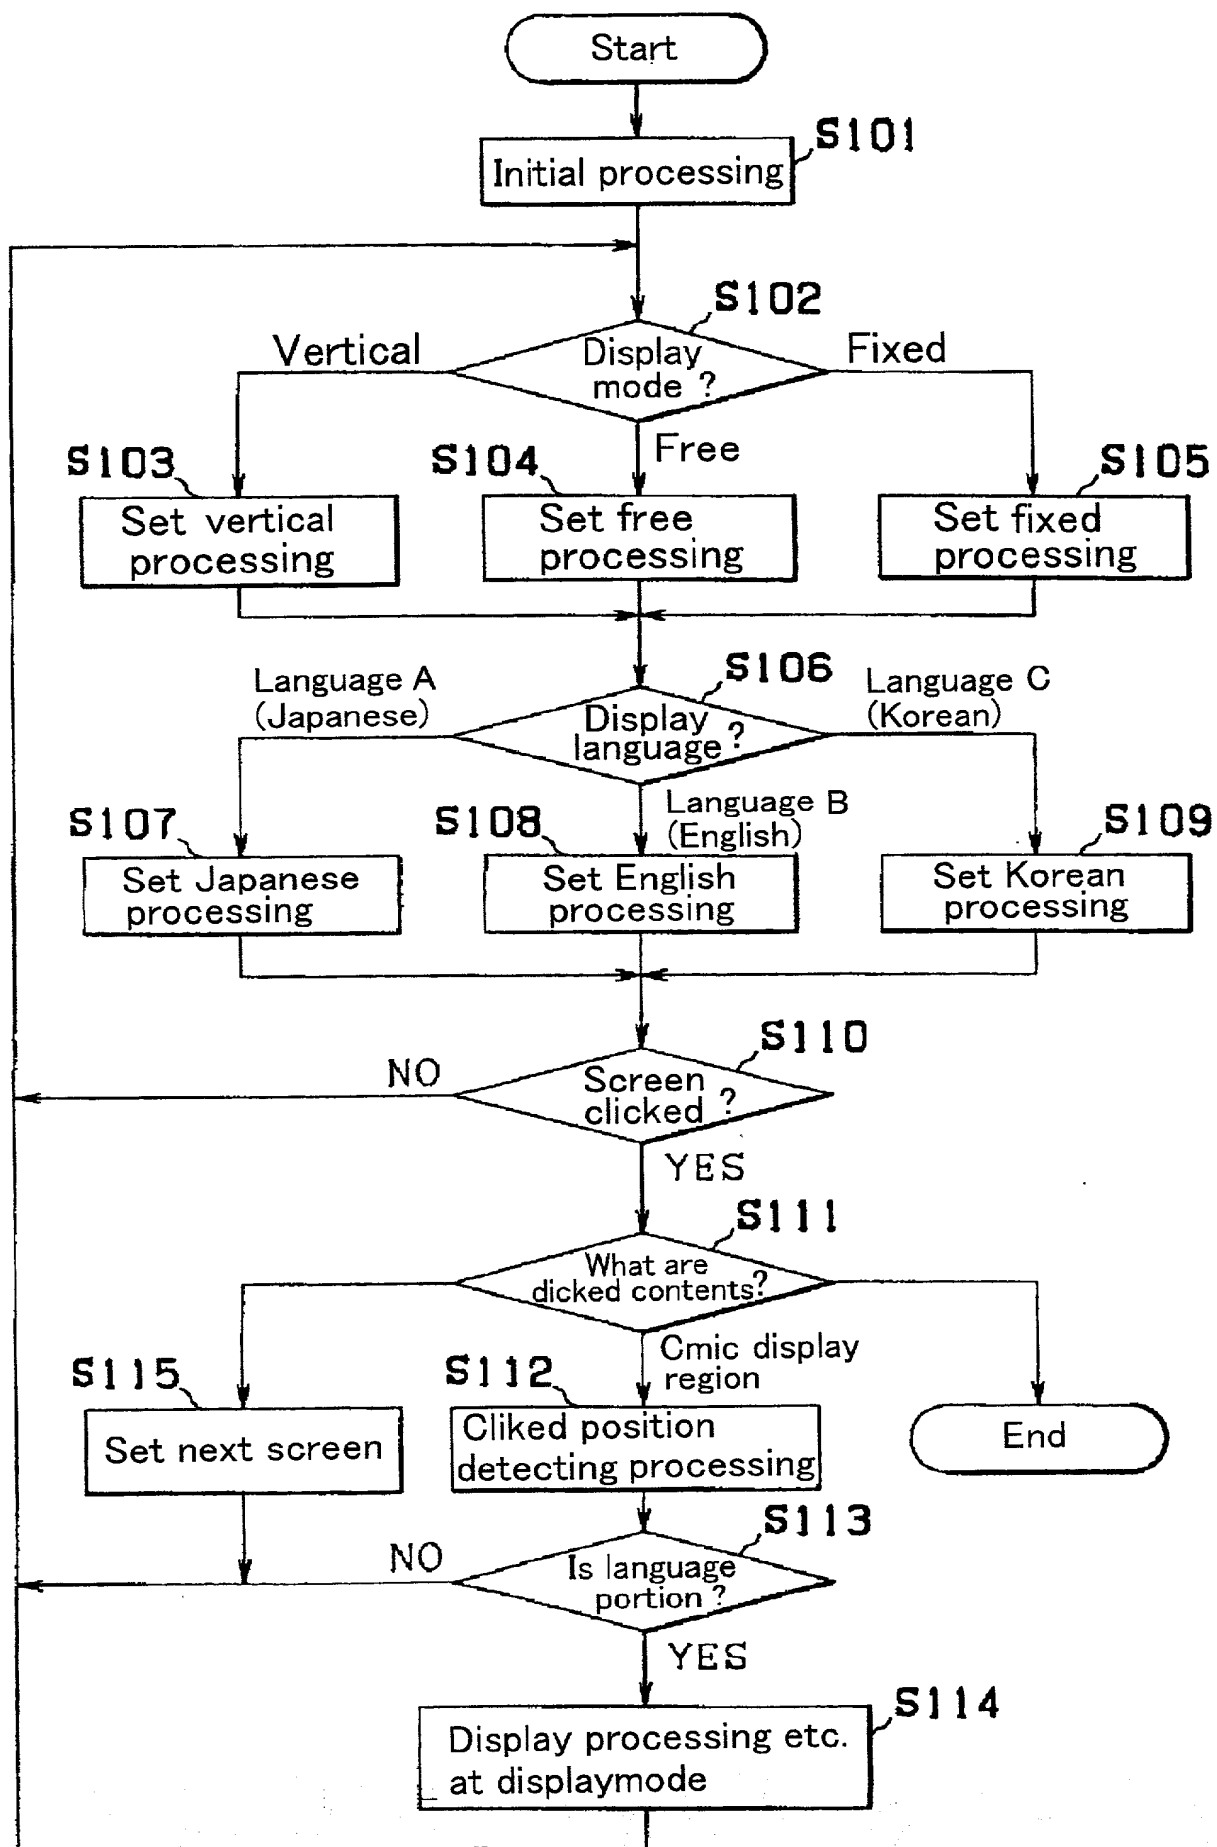 Start
S101
Initial processing
S102
Vertical
Display
mode ?
Fixed
Free
S103
S104
S105
Set vertical
processing
Set free
processing
Set fixed
processing
S106
Language A
(Japanese)
Display
language ?
Language C
(Korean)
Language B
(English)
S107
S108
S109
Set Japanese
processing
Set English
processing
Set Korean
processing
S110
NO
Screen
clicked ?
YES
S111
What are
dicked contents?
Cmic display
region
S115
S112
Set next screen
Cliked position
detecting processing
End
S113
NO
Is language
portion ?
YES
S114
Display processing etc.
at displaymode